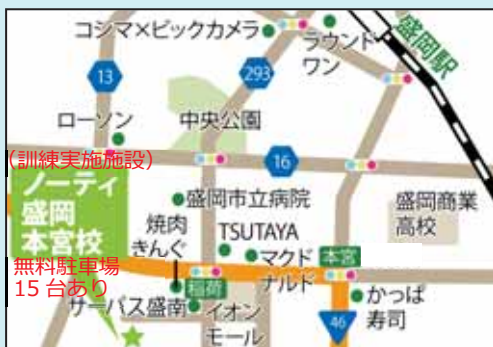 コジマ×ビックカメラ
ラウンド
ワン
盛岡駅
13
293
ローソン
中央公園
(訓練実施施設)
16
ノーティ
盛岡
本宮校
盛岡市立病院
盛岡商業
高校
焼肉
きんぐ
TSUTAYA
マクド
ナルド
本宮
無料駐車場
15台あり
稲荷
サーパス盛南
イオン
モール
かっぱ
寿司
46